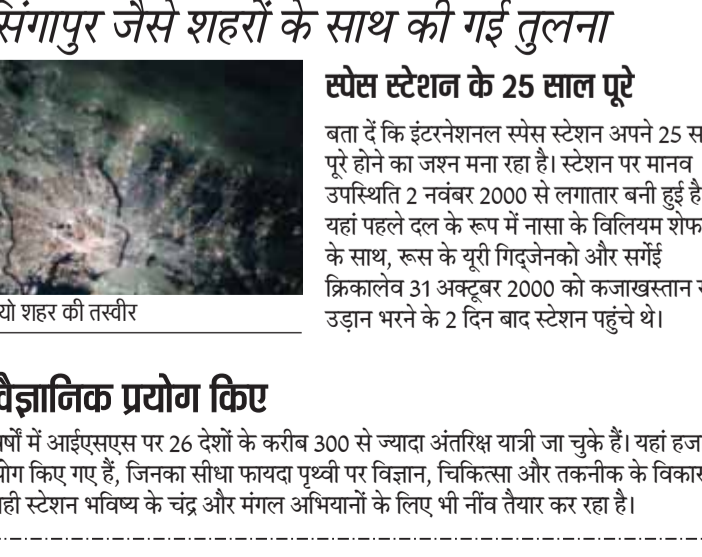 सिंगापुर जैसे शहरों के साथ की गई तुलना
यो शहर की तस्वीर
स्पेस स्टेशन के 25 साल पूरे
बता दें कि इंटरनेशनल स्पेस स्टेशन अपने 25
पूरे होने का जश्न मना रहा है। स्टेशन पर मानव
उपस्थिति 2 नवंबर 2000 से लगातार बनी हुई है
यहां पहले दल के रूप में नासा के विलियम शेफ
के साथ, रूस के यूरी गिद्जेनको और सर्गेई
क्रिकालेव 31 अक्टूबर 2000 को कजाखस्तान
उड़ान भरने के 2 दिन बाद स्टेशन पहुंचे थे।
वैज्ञानिक प्रयोग किए
र्षों में आईएसएस पर 26 देशों के करीब 300 से ज्यादा अंतरिक्ष यात्री जा चुके हैं। यहां हजा
योग किए गए हैं, जिनका सीधा फायदा पृथ्वी पर विज्ञान, चिकित्सा और तकनीक के विकास
ही स्टेशन भविष्य के चंद्र और मंगल अभियानों के लिए भी नींव तैयार कर रहा है।